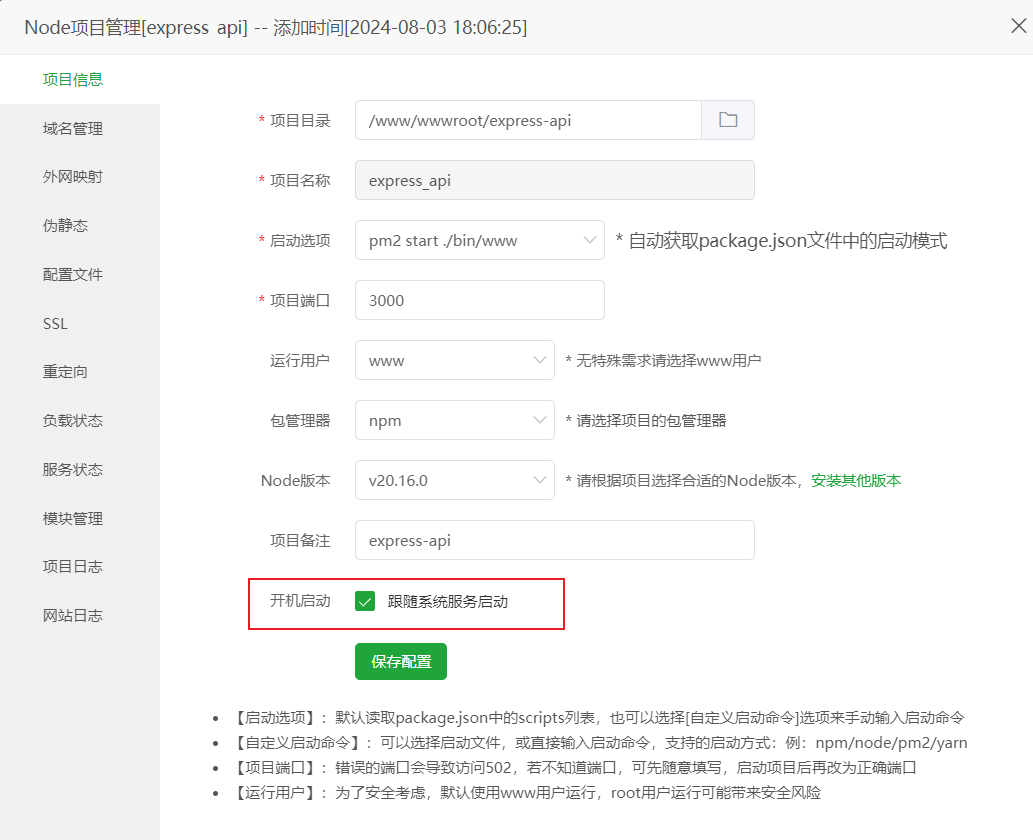 Node项目管理[express_api] -- 添加时间[2024-08-03 18:06:25]
项目信息
域名管理
外网映射
伪静态
配置文件
SSL
重定向
负载状态
服务状态
模块管理
项目日志
网站日志
* 项目目录 /www/wwwroot/express-api
* 项目名称 express_api
* 启动选项 pm2 start ./bin/www * 自动获取package.json文件中的启动模式
* 项目端口 3000
运行用户 www * 无特殊需求请选择www用户
包管理器 npm * 请选择项目的包管理器
Node版本 v20.16.0 * 请根据项目选择合适的Node版本，安装其他版本
项目备注 express-api
开机启动 跟随系统服务启动
保存配置
【启动选项】：默认读取package.json中的scripts列表，也可以选择[自定义启动命令]选项来手动输入启动命令
【自定义启动命令】：可以选择启动文件，或直接输入启动命令，支持的启动方式：例：npm/node/pm2/yarn
【项目端口】：错误的端口会导致访问502，若不知道端口，可先随意填写，启动项目后再改为正确端口
【运行用户】：为了安全考虑，默认使用www用户运行，root用户运行可能带来安全风险